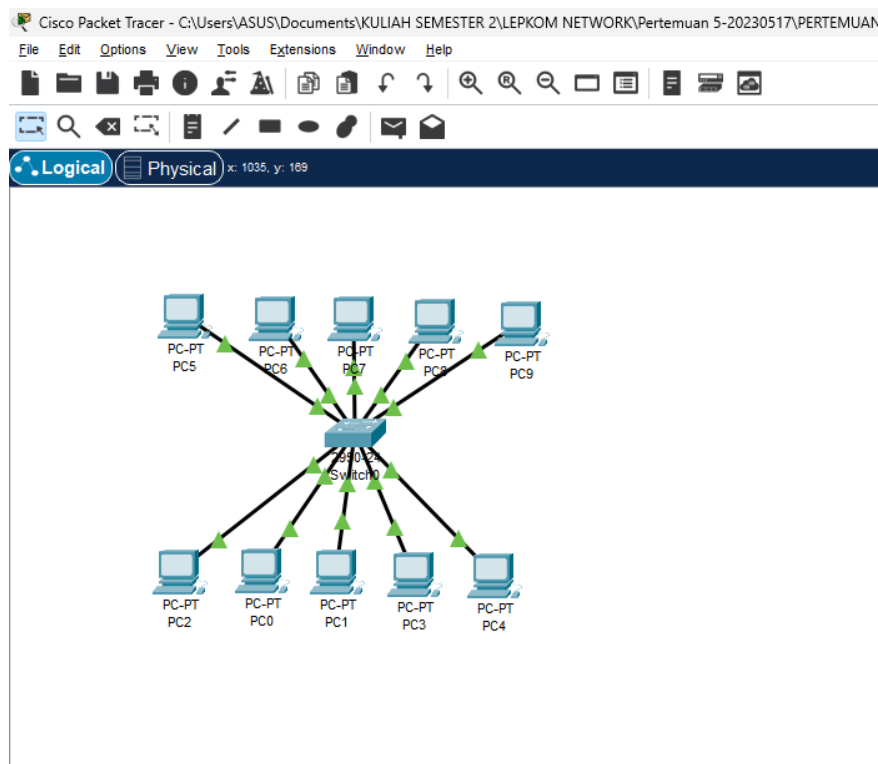 Cisco Packet Tracer - C:\Users\ASUS\Documents\KULIAH SEMESTER 2\LEPKOM NETWORK\Pertemuan 5-20230517\PERTEMUAN
File Edit Options View Tools Extensions Window Help
Logical Physical x: 1035, y: 169
PC-PT
PC5
PC-PT
PC6
PC-PT
PC7
PC-PT
PC8
PC-PT
PC9
2950-24
Switch0
PC-PT
PC2
PC-PT
PC0
PC-PT
PC1
PC-PT
PC3
PC-PT
PC4